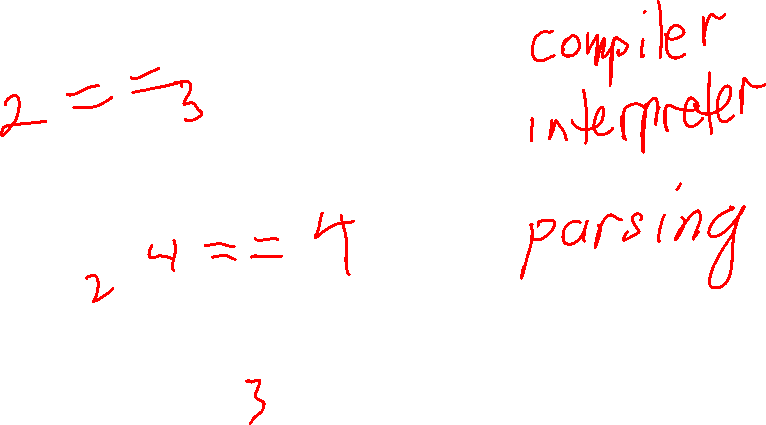 2 == 3
4 == 4
2
3
compiler
interpreter
parsing